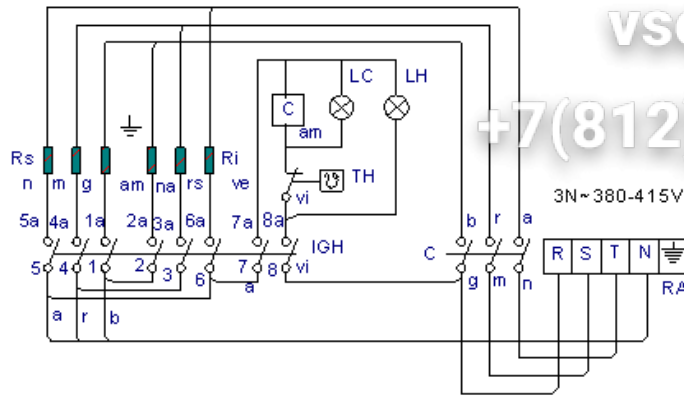 vse
+7(812)
LC LH
C
am
Rs Ri
TH
n m g am na rs ve
vi
3N~380-415V
5a 4a 1a 2a 3a 6a 7a 8a
b r a
IGH
C
R S T N
5 4 1 2 3 6 7 8 vi
a
g m n
RA
a r b